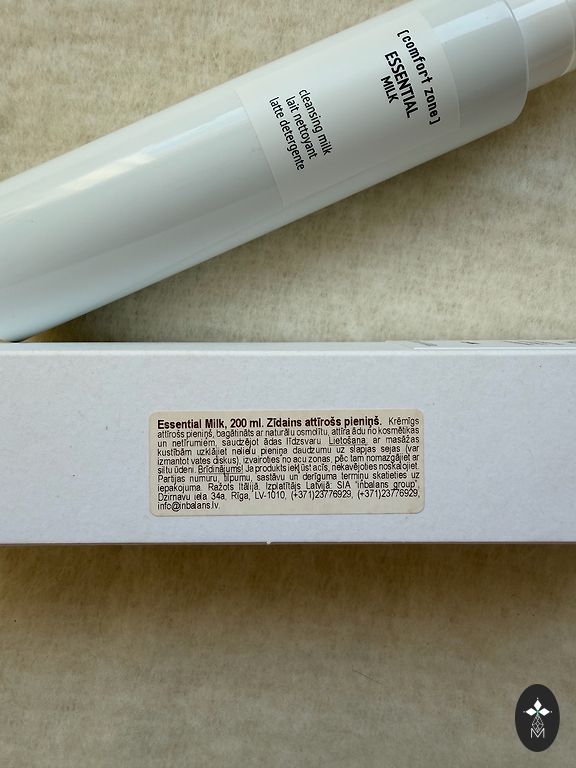 [comfort zone]
ESSENTIAL
MILK
cleansing milk
lait nettoyant
latte detergente
Essential Milk, 200 ml. Zīdains attīrošs pieniņš. Krēmīgs
attīrošs pieniņš, bagātināts ar naturālu osmolītu, attīra ādu no kosmētikas
un netīrumiem, saudzējot ādas līdzsvaru. Lietošana: ar masāžas
kustībām uzklājiet nelielu pieniņa daudzumu uz slapjas sejas (var
izmantot vates diskus), izvairoties no acu zonas, pēc tam nomazgājiet ar
siltu ūdeni. Brīdinājums! Ja produkts iekļūst acīs, nekavējoties noskalojiet.
Partijas numuru, tilpumu, sastāvu un derīguma termiņu skatieties uz
iepakojuma. Ražots Itālijā. Izplatītājs Latvijā: SIA "inbalans group",
Dzirnavu iela 34a, Rīga, LV-1010, (+371)23776929, (+371)23776929,
info@inbalans.lv.
M